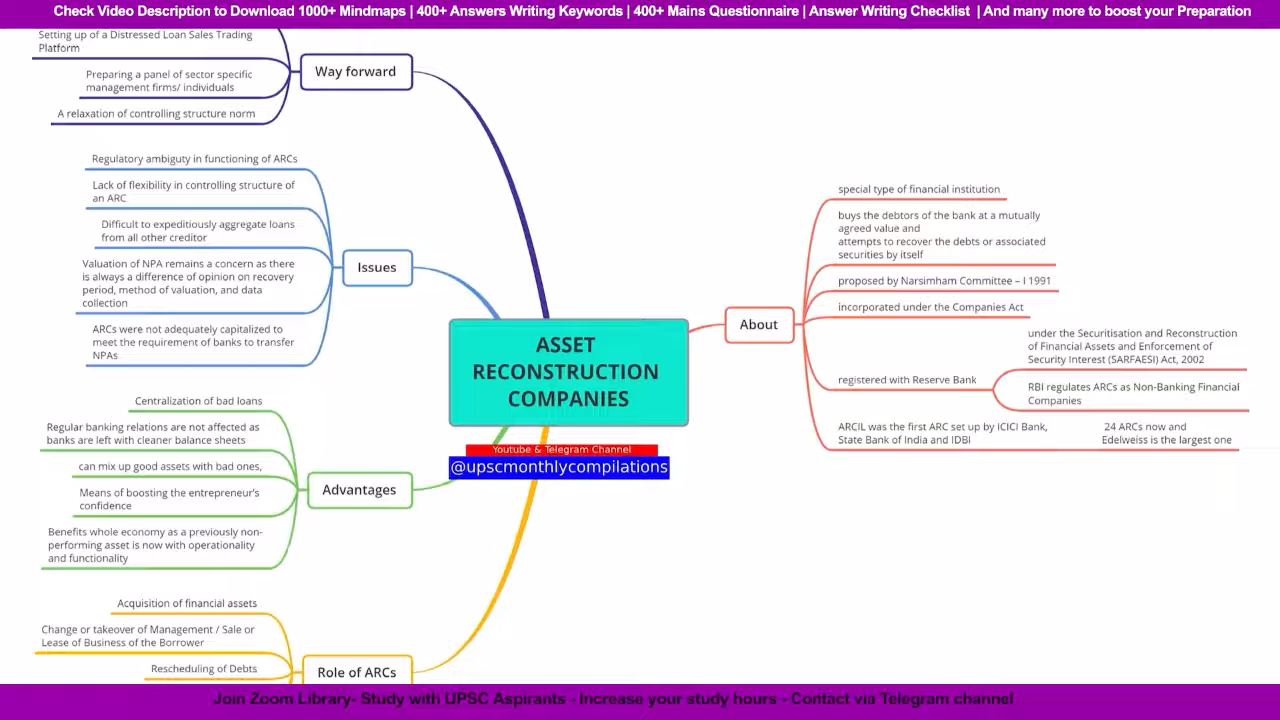 Check Video Description to Download 1000+ Mindmaps | 400+ Answers Writing Keywords | 400+ Mains Questionnaire | Answer Writing Checklist | And many more to boost your Preparation
Setting up of a Distressed Loan Sales Trading
Platform
Preparing a panel of sector specific
management firms/ individuals
A relaxation of controlling structure norm
Way forward
Regulatory ambiguty in functioning of ARCs
Lack of flexibility in controlling structure of
an ARC
Difficult to expeditiously aggregate loans
from all other creditor
Valuation of NPA remains a concern as there
is always a difference of opinion on recovery
period, method of valuation, and data
collection
ARCs were not adequately capitalized to
meet the requirement of banks to transfer
NPAs
Issues
Centralization of bad loans
Regular banking relations are not affected as
banks are left with cleaner balance sheets
can mix up good assets with bad ones,
Means of boosting the entrepreneur's
confidence
Benefits whole economy as a previously non-
performing asset is now with operationality
and functionality
Advantages
Acquisition of financial assets
Change or takeover of Management / Sale or
Lease of Business of the Borrower
Rescheduling of Debts
Role of ARCs
ASSET
RECONSTRUCTION
COMPANIES
Youtube & Telegram Channel
@upscmonthlycompilations
About
special type of financial institution
buys the debtors of the bank at a mutually
agreed value and
attempts to recover the debts or associated
securities by itself
proposed by Narsimham Committee – I 1991
incorporated under the Companies Act
registered with Reserve Bank
under the Securitisation and Reconstruction
of Financial Assets and Enforcement of
Security Interest (SARFAESI) Act, 2002
RBI regulates ARCs as Non-Banking Financial
Companies
ARCIL was the first ARC set up by ICICI Bank,
State Bank of India and IDBI
24 ARCs now and
Edelweiss is the largest one
Join Zoom Library- Study with UPSC Aspirants - Increase your study hours - Contact via Telegram channel